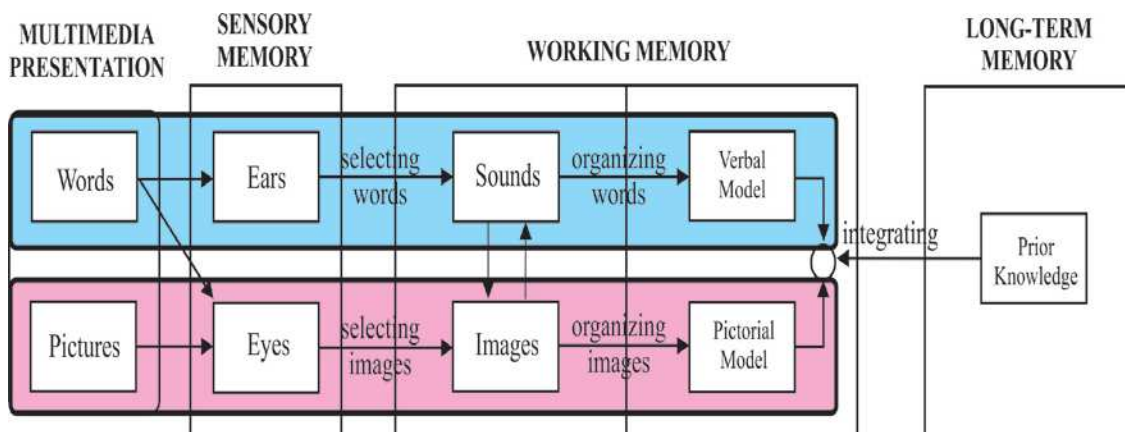 MULTIMEDIA
PRESENTATION
SENSORY
MEMORY
WORKING MEMORY
LONG-TERM
MEMORY
Words
Ears
selecting
words
Sounds
organizing
words
Verbal
Model
integrating
Prior
Knowledge
Pictures
Eyes
selecting
images
Images
organizing
images
Pictorial
Model